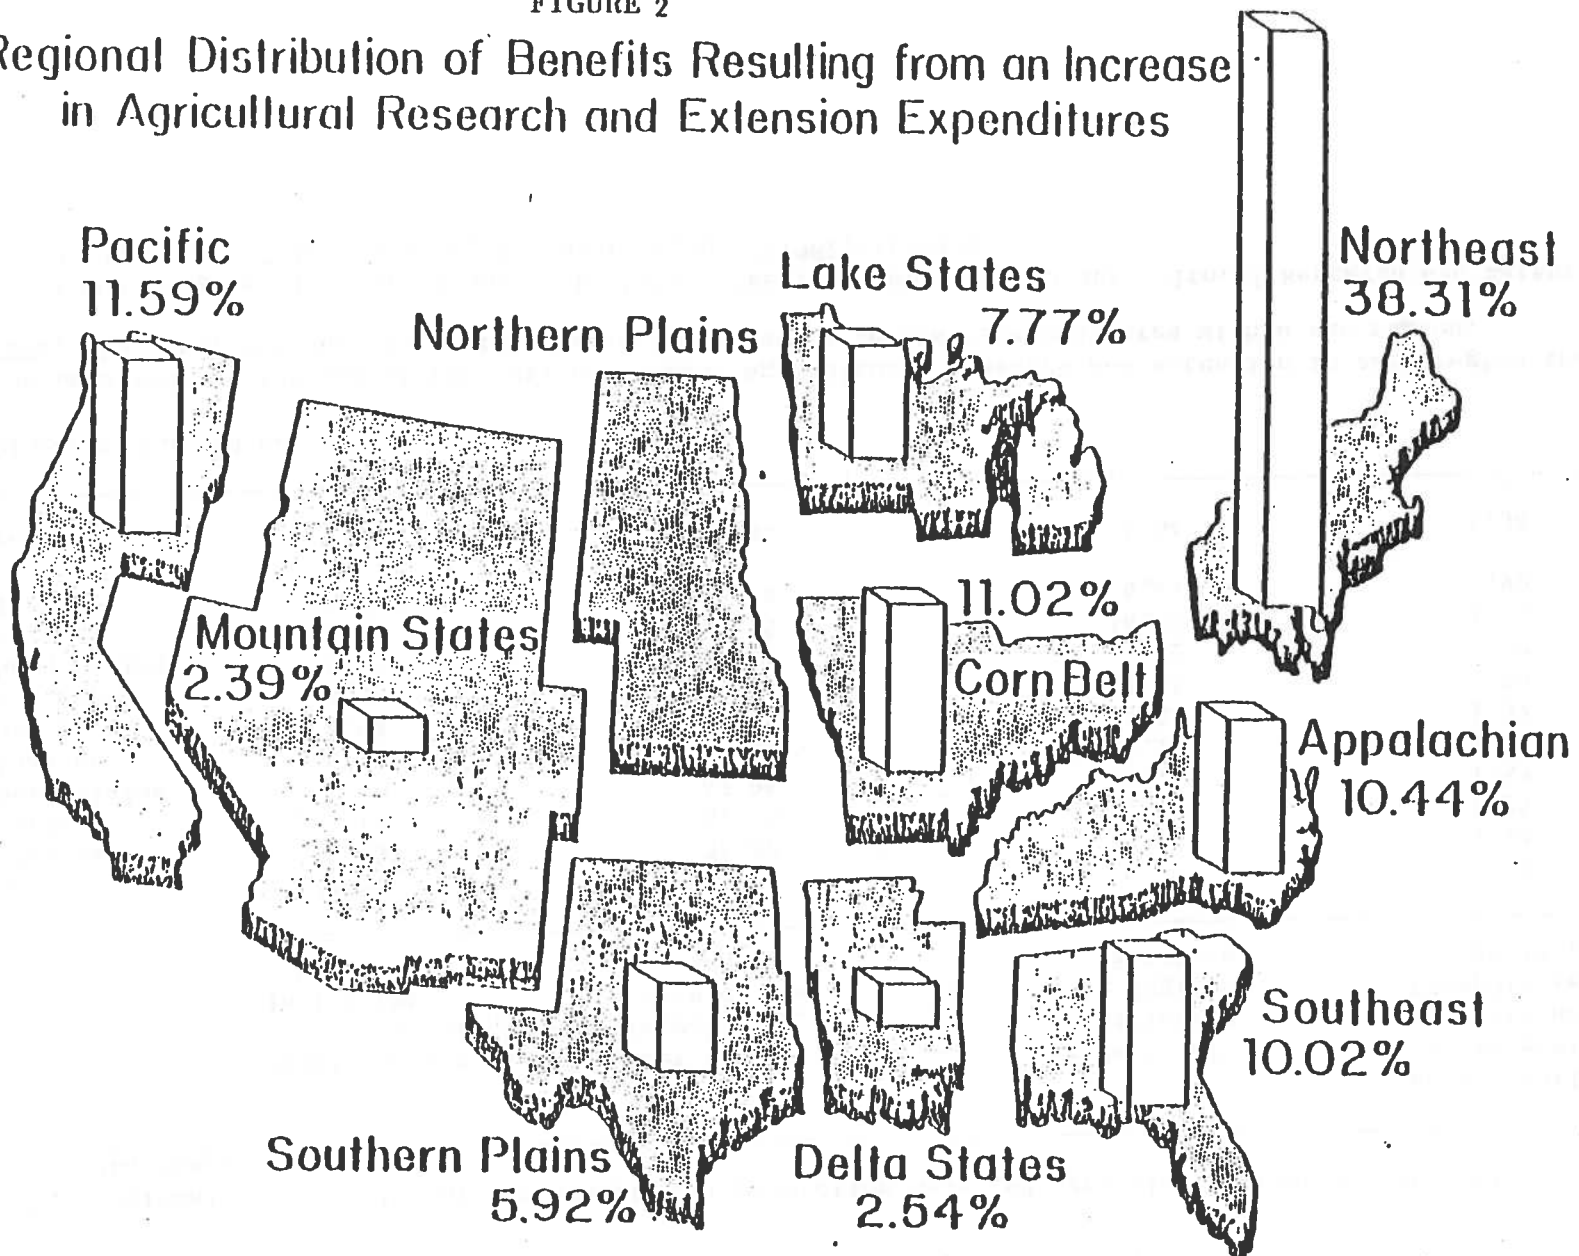 FIGURE 2
Regional Distribution of Benefits Resulting from an Increase
in Agricultural Research and Extension Expenditures
Pacific
11.59%
Northern Plains
Lake States
7.77%
Northeast
38.31%
Mountain States
2.39%
11.02%
Corn Belt
Appalachian
10.44%
Southern Plains
5.92%
Delta States
2.54%
Southeast
10.02%